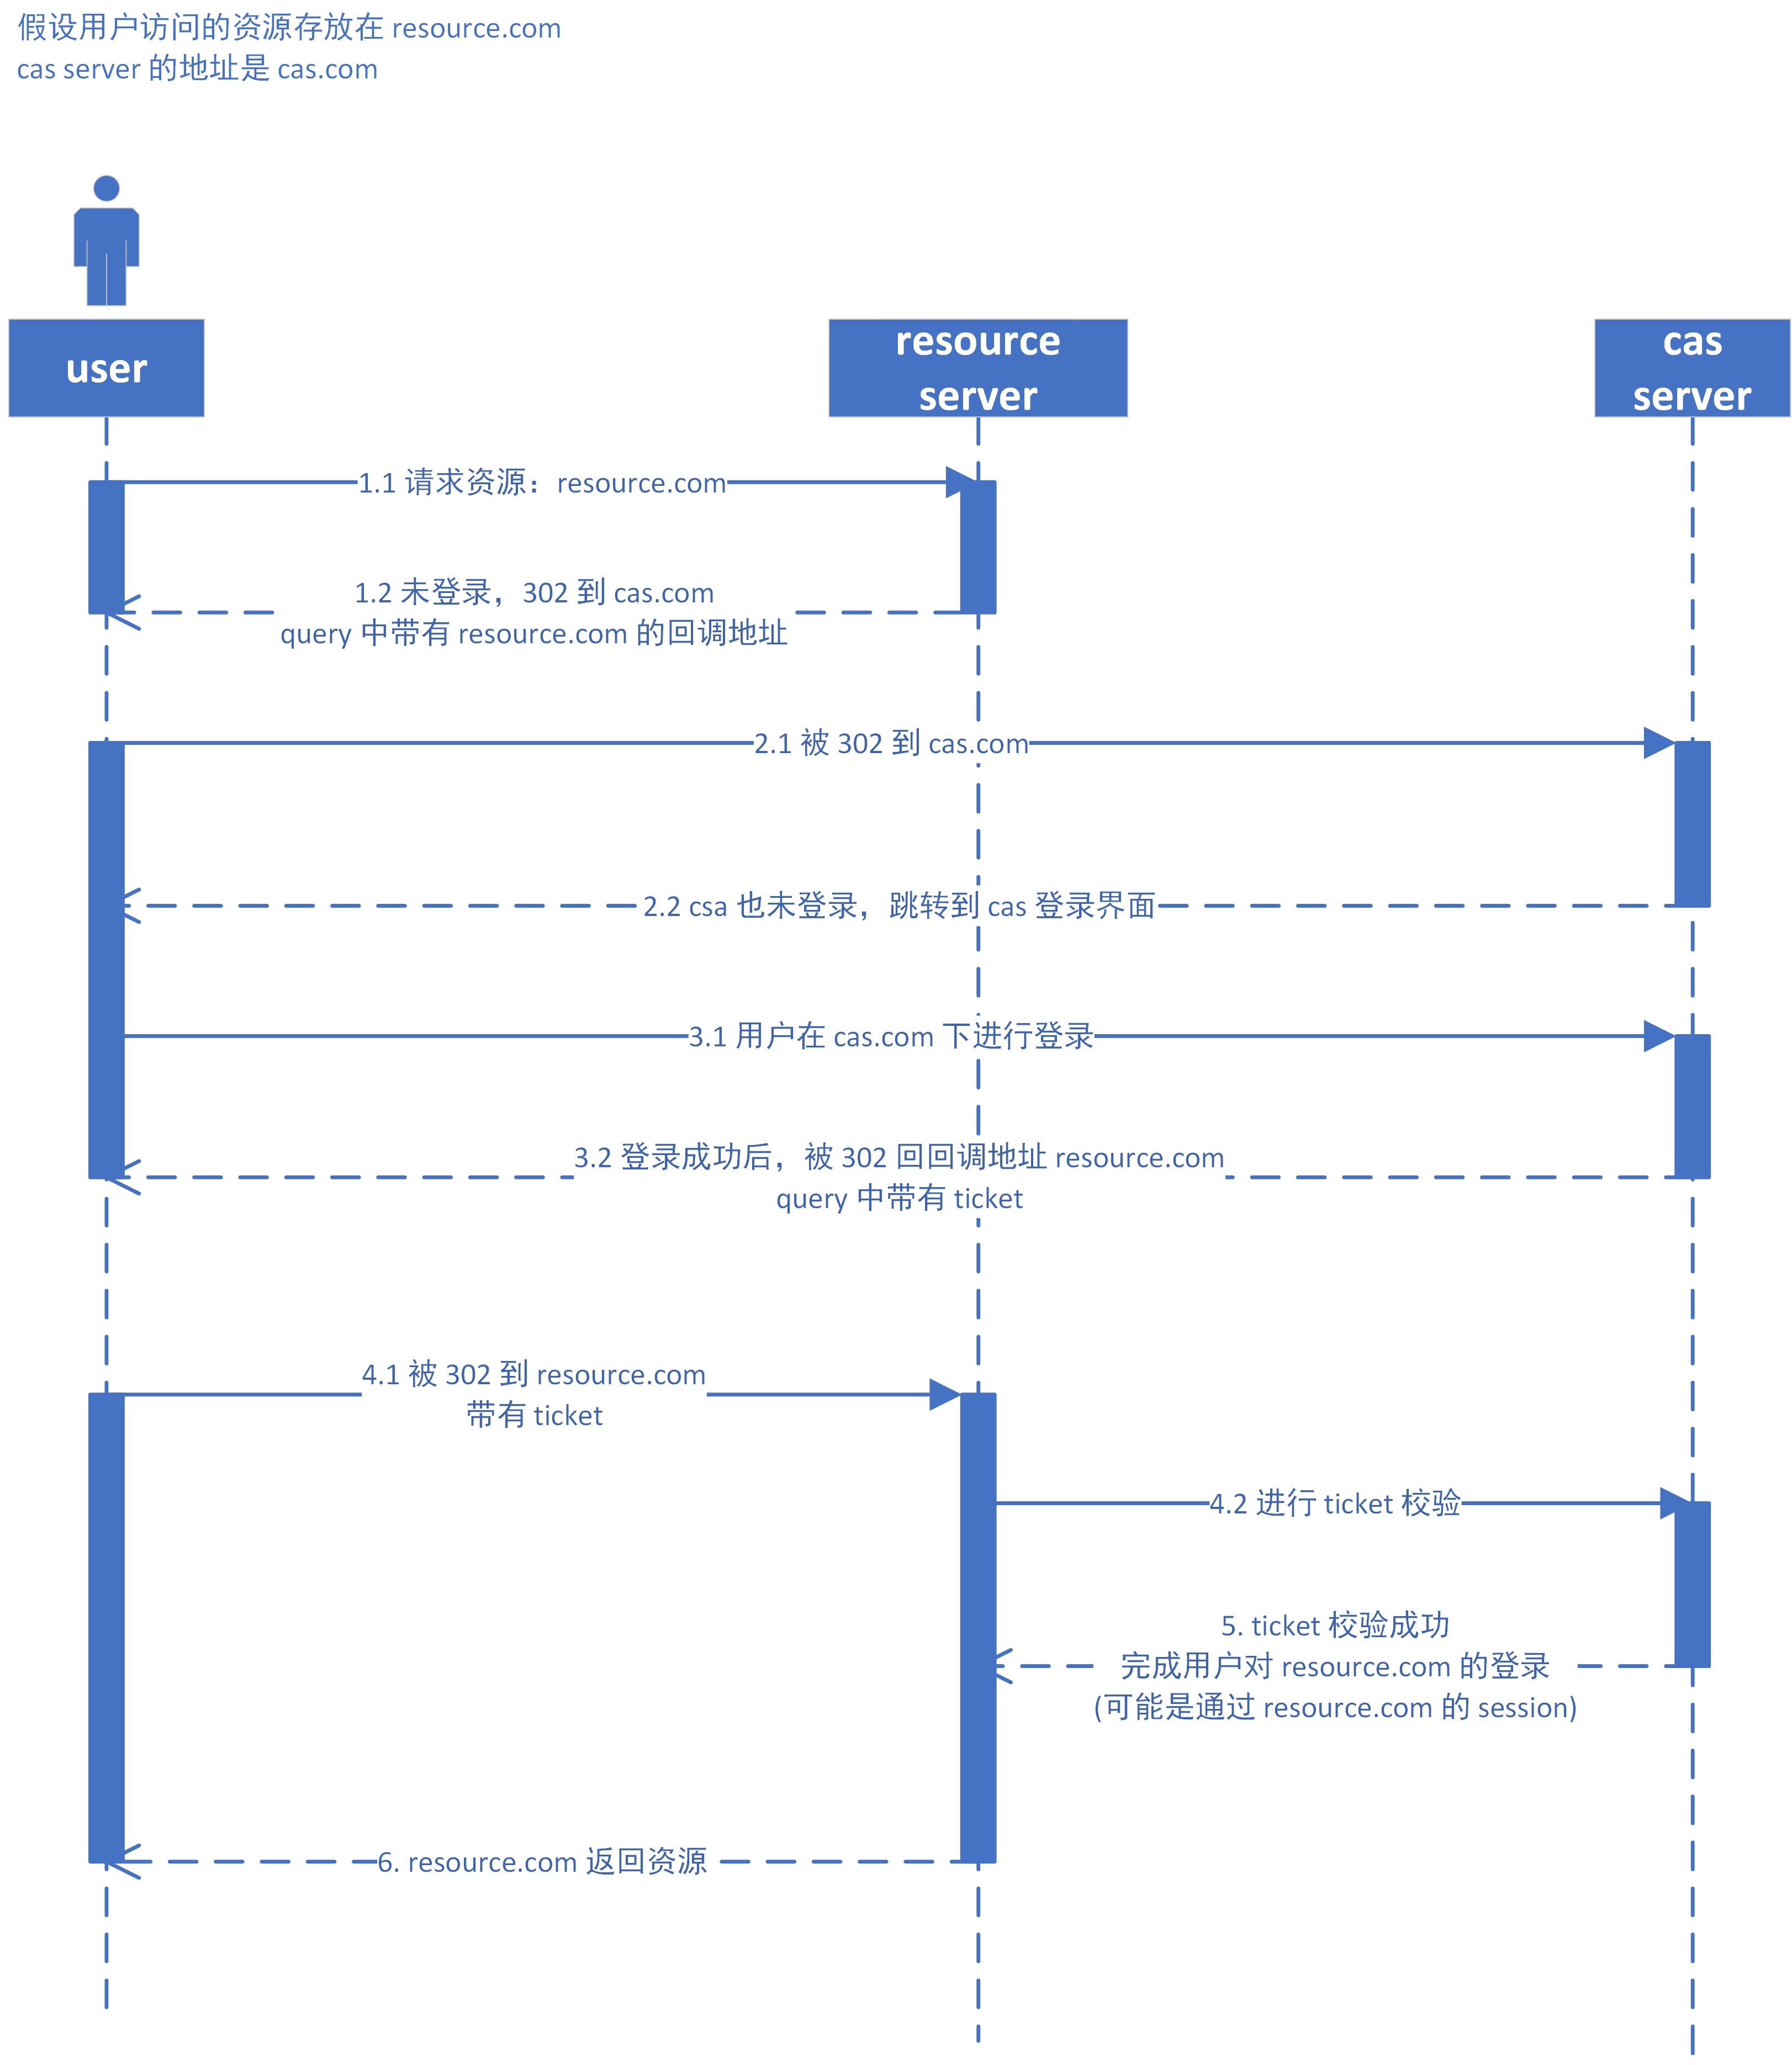 假设用户访问的资源存放在 resource.com
cas server 的地址是 cas.com
user
resource
server
cas
server
1.1 请求资源：resource.com
1.2 未登录，302 到 cas.com
query 中带有 resource.com 的回调地址
2.1 被 302 到 cas.com
2.2 csa 也未登录，跳转到 cas 登录界面
3.1 用户在 cas.com 下进行登录
3.2 登录成功后，被 302 回回调地址 resource.com
query 中带有 ticket
4.1 被 302 到 resource.com
带有 ticket
4.2 进行 ticket 校验
5. ticket 校验成功
完成用户对 resource.com 的登录
(可能是通过 resource.com 的 session)
6. resource.com 返回资源